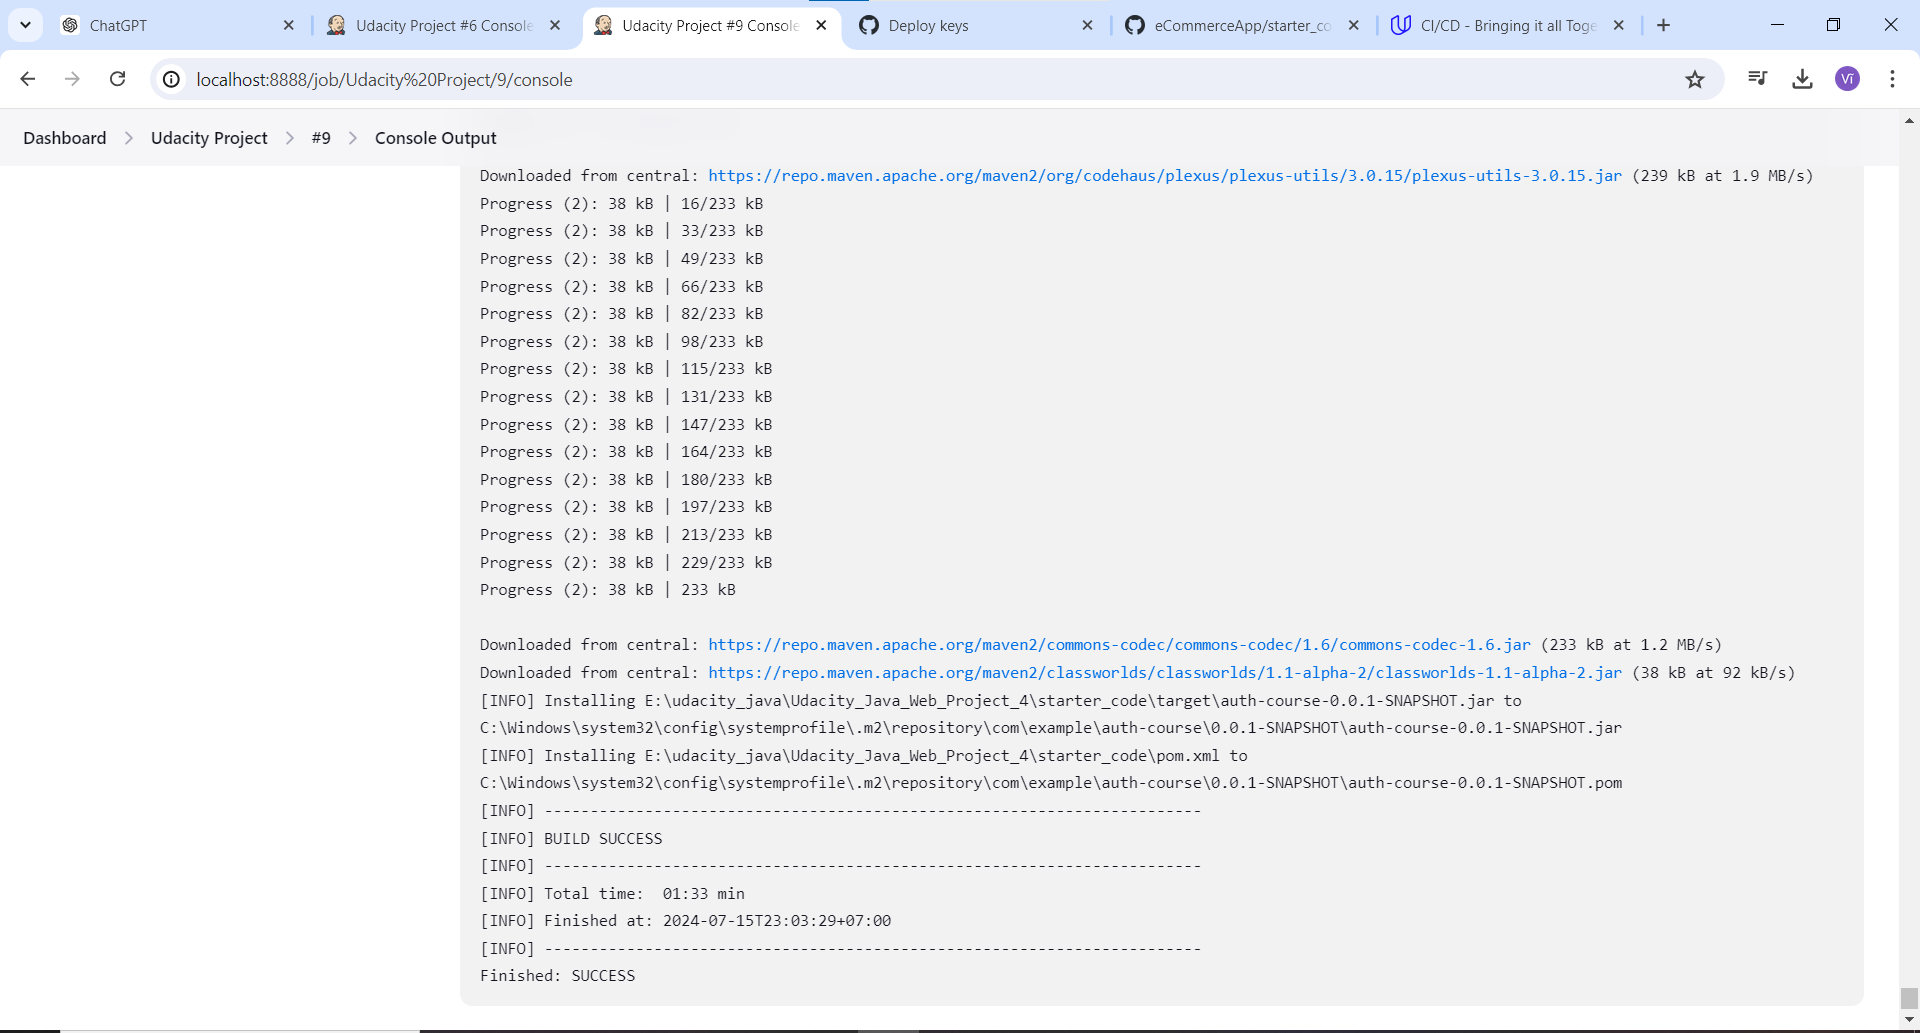 ChatGPT
Udacity Project #6 Console
Udacity Project #9 Console
Deploy keys
eCommerceApp/starter_co
CI/CD - Bringing it all Toge
localhost:8888/job/Udacity%20Project/9/console
Vĩ
Dashboard > Udacity Project > #9 > Console Output
Downloaded from central: https://repo.maven.apache.org/maven2/org/codehaus/plexus/plexus-utils/3.0.15/plexus-utils-3.0.15.jar (239 kB at 1.9 MB/s)
Progress (2): 38 kB | 16/233 kB
Progress (2): 38 kB | 33/233 kB
Progress (2): 38 kB | 49/233 kB
Progress (2): 38 kB | 66/233 kB
Progress (2): 38 kB | 82/233 kB
Progress (2): 38 kB | 98/233 kB
Progress (2): 38 kB | 115/233 kB
Progress (2): 38 kB | 131/233 kB
Progress (2): 38 kB | 147/233 kB
Progress (2): 38 kB | 164/233 kB
Progress (2): 38 kB | 180/233 kB
Progress (2): 38 kB | 197/233 kB
Progress (2): 38 kB | 213/233 kB
Progress (2): 38 kB | 229/233 kB
Progress (2): 38 kB | 233 kB
Downloaded from central: https://repo.maven.apache.org/maven2/commons-codec/commons-codec/1.6/commons-codec-1.6.jar (233 kB at 1.2 MB/s)
Downloaded from central: https://repo.maven.apache.org/maven2/classworlds/classworlds/1.1-alpha-2/classworlds-1.1-alpha-2.jar (38 kB at 92 kB/s)
[INFO] Installing E:\udacity_java\Udacity_Java_Web_Project_4\starter_code\target\auth-course-0.0.1-SNAPSHOT.jar to
C:\Windows\system32\config\systemprofile\.m2\repository\com\example\auth-course\0.0.1-SNAPSHOT\auth-course-0.0.1-SNAPSHOT.jar
[INFO] Installing E:\udacity_java\Udacity_Java_Web_Project_4\starter_code\pom.xml to
C:\Windows\system32\config\systemprofile\.m2\repository\com\example\auth-course\0.0.1-SNAPSHOT\auth-course-0.0.1-SNAPSHOT.pom
[INFO] ------------------------------------------------------------------------
[INFO] BUILD SUCCESS
[INFO] ------------------------------------------------------------------------
[INFO] Total time:  01:33 min
[INFO] Finished at: 2024-07-15T23:03:29+07:00
[INFO] ------------------------------------------------------------------------
Finished: SUCCESS